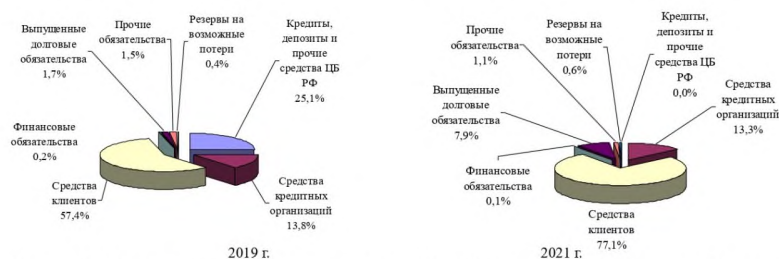 Выпущенные
долговые
обязательства
1,7%
Прочие
обязательства
1,5%
Резервы на
возможные
потери
0,4%
Кредиты,
депозиты и
прочие
средства ЦБ
РФ
25,1%
Финансовые
обязательства
0,2%
Средства
клиентов
57,4%
Средства
кредитных
организаций
13,8%
2019 г.
Прочие
обязательства
1,1%
Резервы на
возможные
потери
0,6%
Кредиты,
депозиты и
прочие
средства ЦБ
РФ
0,0%
Средства
кредитных
организаций
13,3%
Выпущенные
долговые
обязательства
7,9%
Финансовые
обязательства
0,1%
Средства
клиентов
77,1%
2021 г.